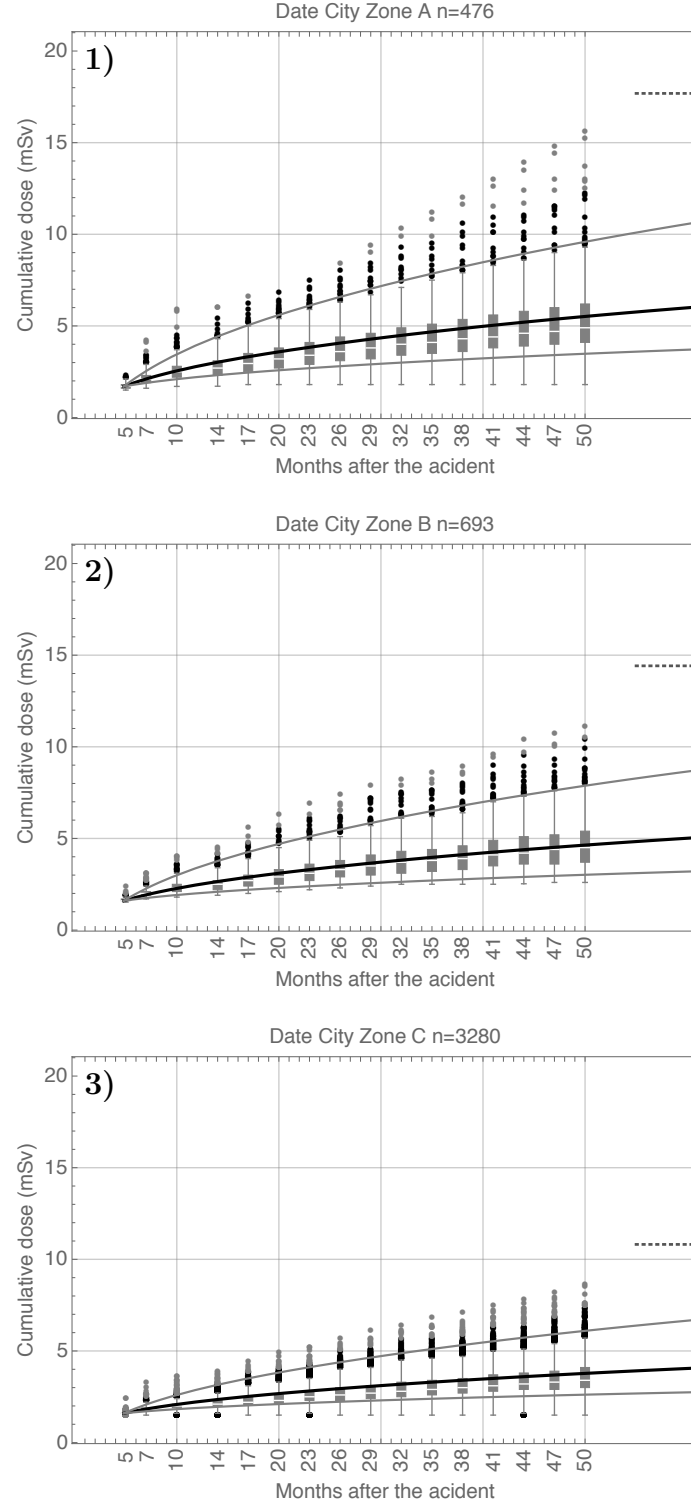 Date City Zone A n=476
1)
20
15
10
5
0
Cumulative dose (mSv)
5 7 10 14 17 20 23 26 29 32 35 38 41 44 47 50
Months after the acident
Date City Zone B n=693
2)
20
15
10
5
0
Cumulative dose (mSv)
5 7 10 14 17 20 23 26 29 32 35 38 41 44 47 50
Months after the acident
Date City Zone C n=3280
3)
20
15
10
5
0
Cumulative dose (mSv)
5 7 10 14 17 20 23 26 29 32 35 38 41 44 47 50
Months after the acident